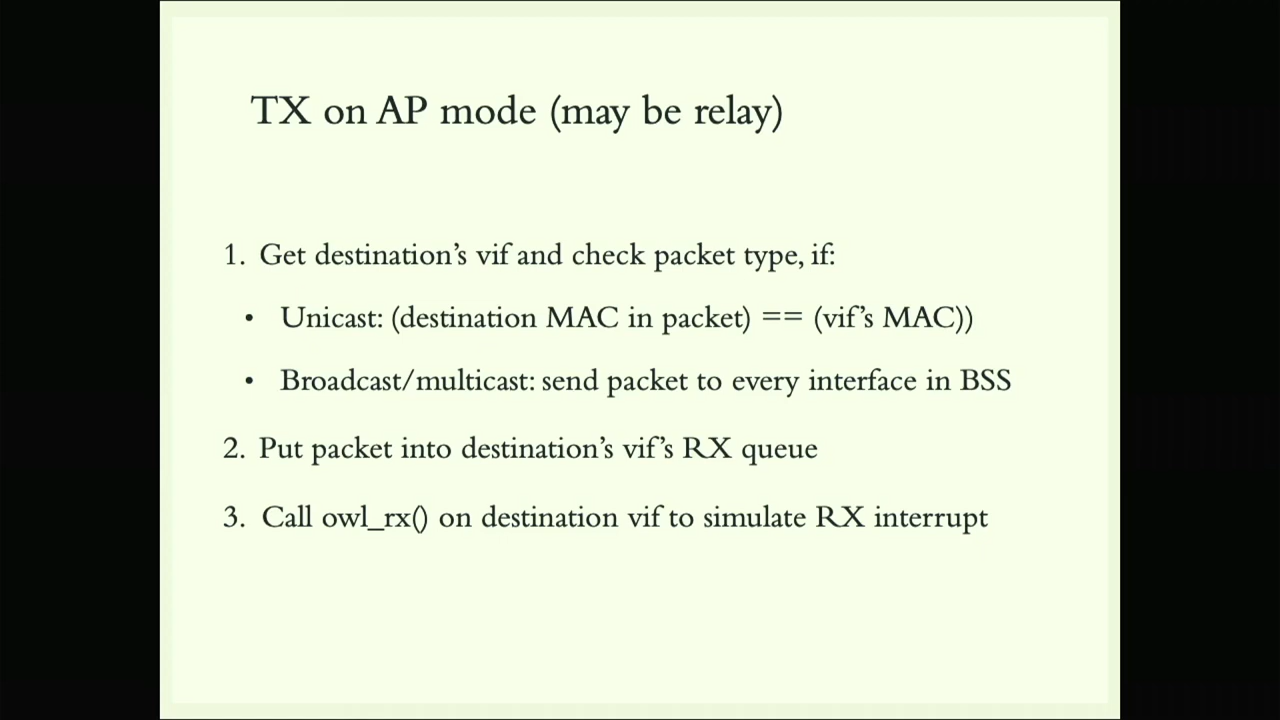 TX on AP mode (may be relay)
1. Get destination’s vif and check packet type, if:
• Unicast: (destination MAC in packet) == (vif’s MAC))
• Broadcast/multicast: send packet to every interface in BSS
2. Put packet into destination’s vif’s RX queue
3. Call owl_rx() on destination vif to simulate RX interrupt